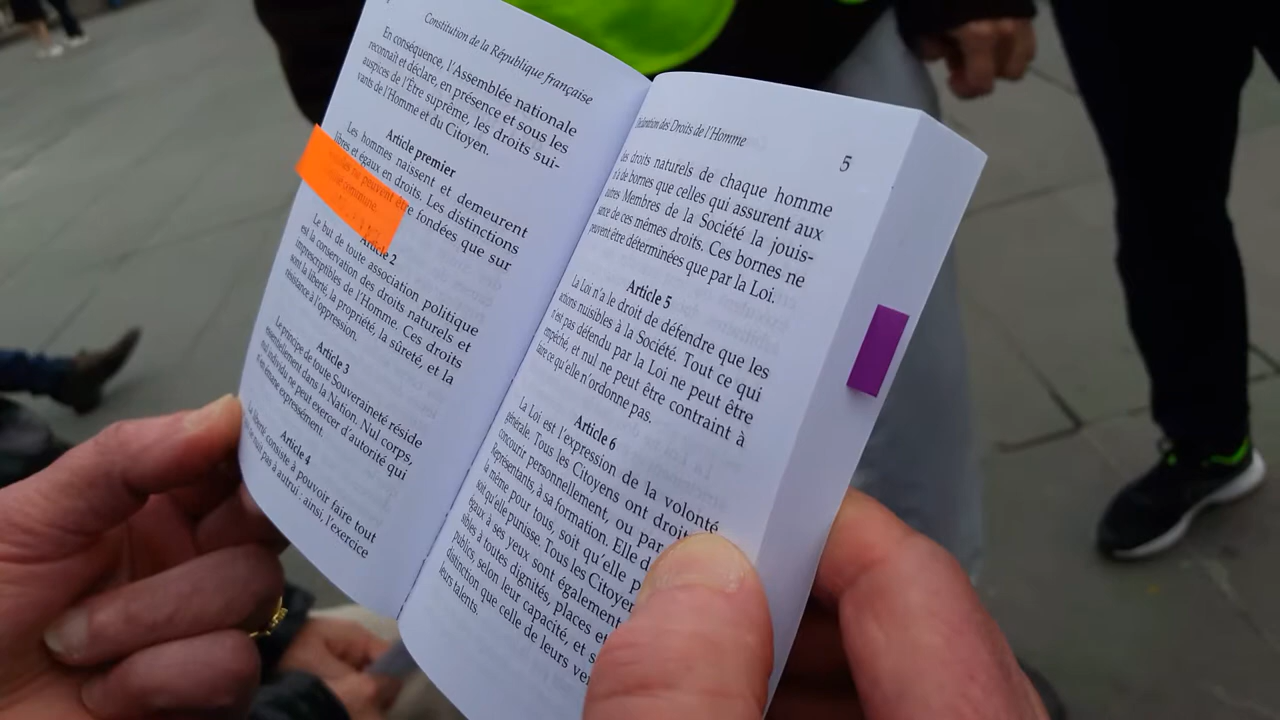 Constitution de la République française
En conséquence, l'Assemblée nationale
reconnaît et déclare, en présence et sous les
auspices de l'Être suprême, les droits sui-
vants de l'Homme et du Citoyen.
Article premier
Les hommes naissent et demeurent
libres et égaux en droits. Les distinctions
ne peuvent être fondées que sur
commune.
Article 2
Le but de toute association politique
est la conservation des droits naturels et
imprescriptibles de l'Homme. Ces droits
sont la liberté, la propriété, la sûreté, et la
résistance à l'oppression.
Article 3
Le principe de toute Souveraineté réside
essentiellement dans la Nation. Nul corps,
nul individu ne peut exercer d'autorité qui
n'en émane expressément.
Article 4
La liberté consiste à pouvoir faire tout
ce qui ne nuit pas à autrui : ainsi, l'exercice
Déclaration des Droits de l'Homme
5
des droits naturels de chaque homme
n'a de bornes que celles qui assurent aux
autres Membres de la Société la jouis-
sance de ces mêmes droits. Ces bornes ne
peuvent être déterminées que par la Loi.
Article 5
La Loi n'a le droit de défendre que les
actions nuisibles à la Société. Tout ce qui
n'est pas défendu par la Loi ne peut être
empêché, et nul ne peut être contraint à
faire ce qu'elle n'ordonne pas.
Article 6
La Loi est l'expression de la volonté
générale. Tous les Citoyens ont droit
concourir personnellement, ou par
Représentants, à sa formation. Elle d
la même pour tous, soit qu'elle p
soit qu'elle punisse. Tous les Citoyen
égaux à ses yeux sont également
sibles à toutes dignités, places et
publics, selon leur capacité, et s
distinction que celle de leurs ver
leurs talents.